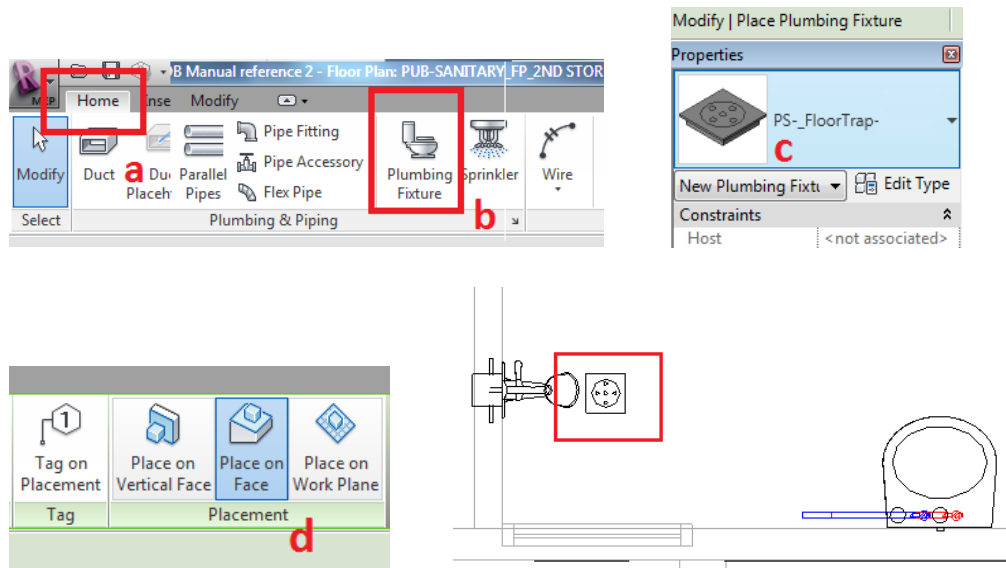 B Manual reference 2 - Floor Plan: PUB-SANITARY_FP_2ND STOR
MEP Home Inse Modify
Pipe Fitting
Pipe Accessory
Flex Pipe
Modify Duct a Du Parallel Plumbing Sprinkler Wire
Placeh Pipes Fixture
Select Plumbing & Piping b
Modify | Place Plumbing Fixture
Properties
PS-_FloorTrap-
c
New Plumbing Fixtu Edit Type
Constraints
Host <not associated>
Tag on Place on Place on Place on
Placement Vertical Face Face Work Plane
Tag Placement
d
1